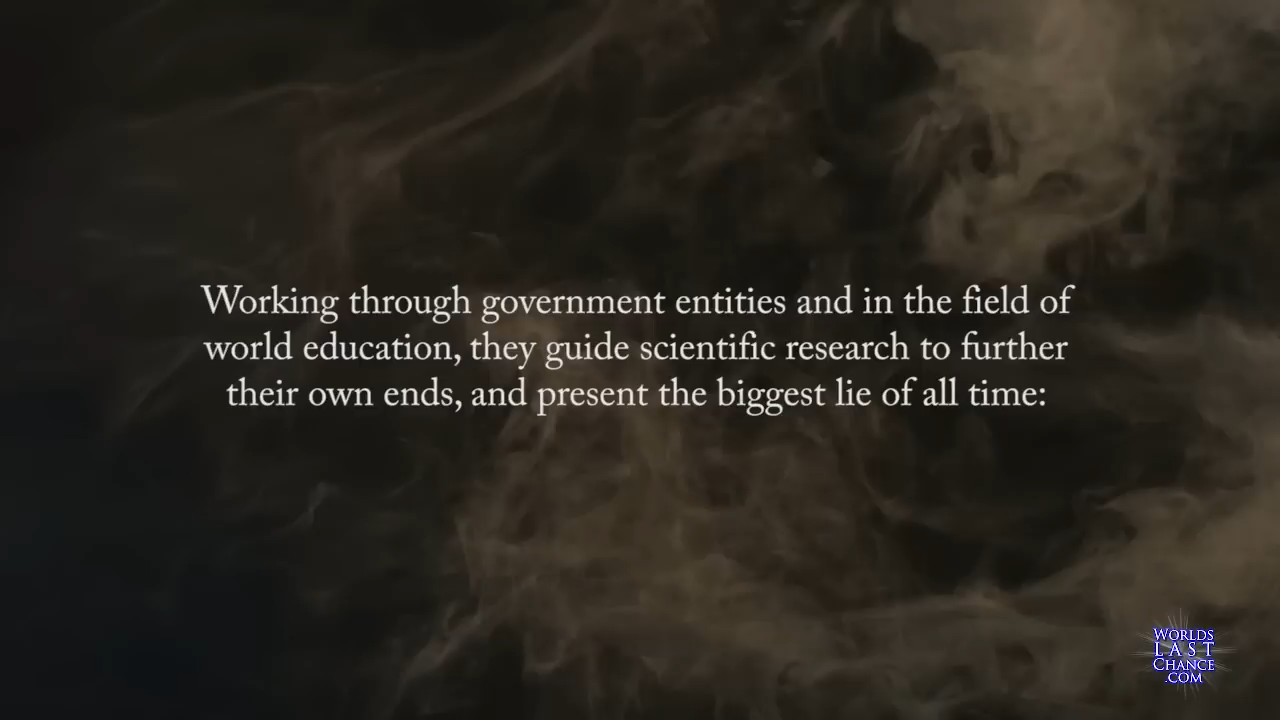 Working through government entities and in the field of
world education, they guide scientific research to further
their own ends, and present the biggest lie of all time:
WORLDS
LAST
CHANCE
.COM